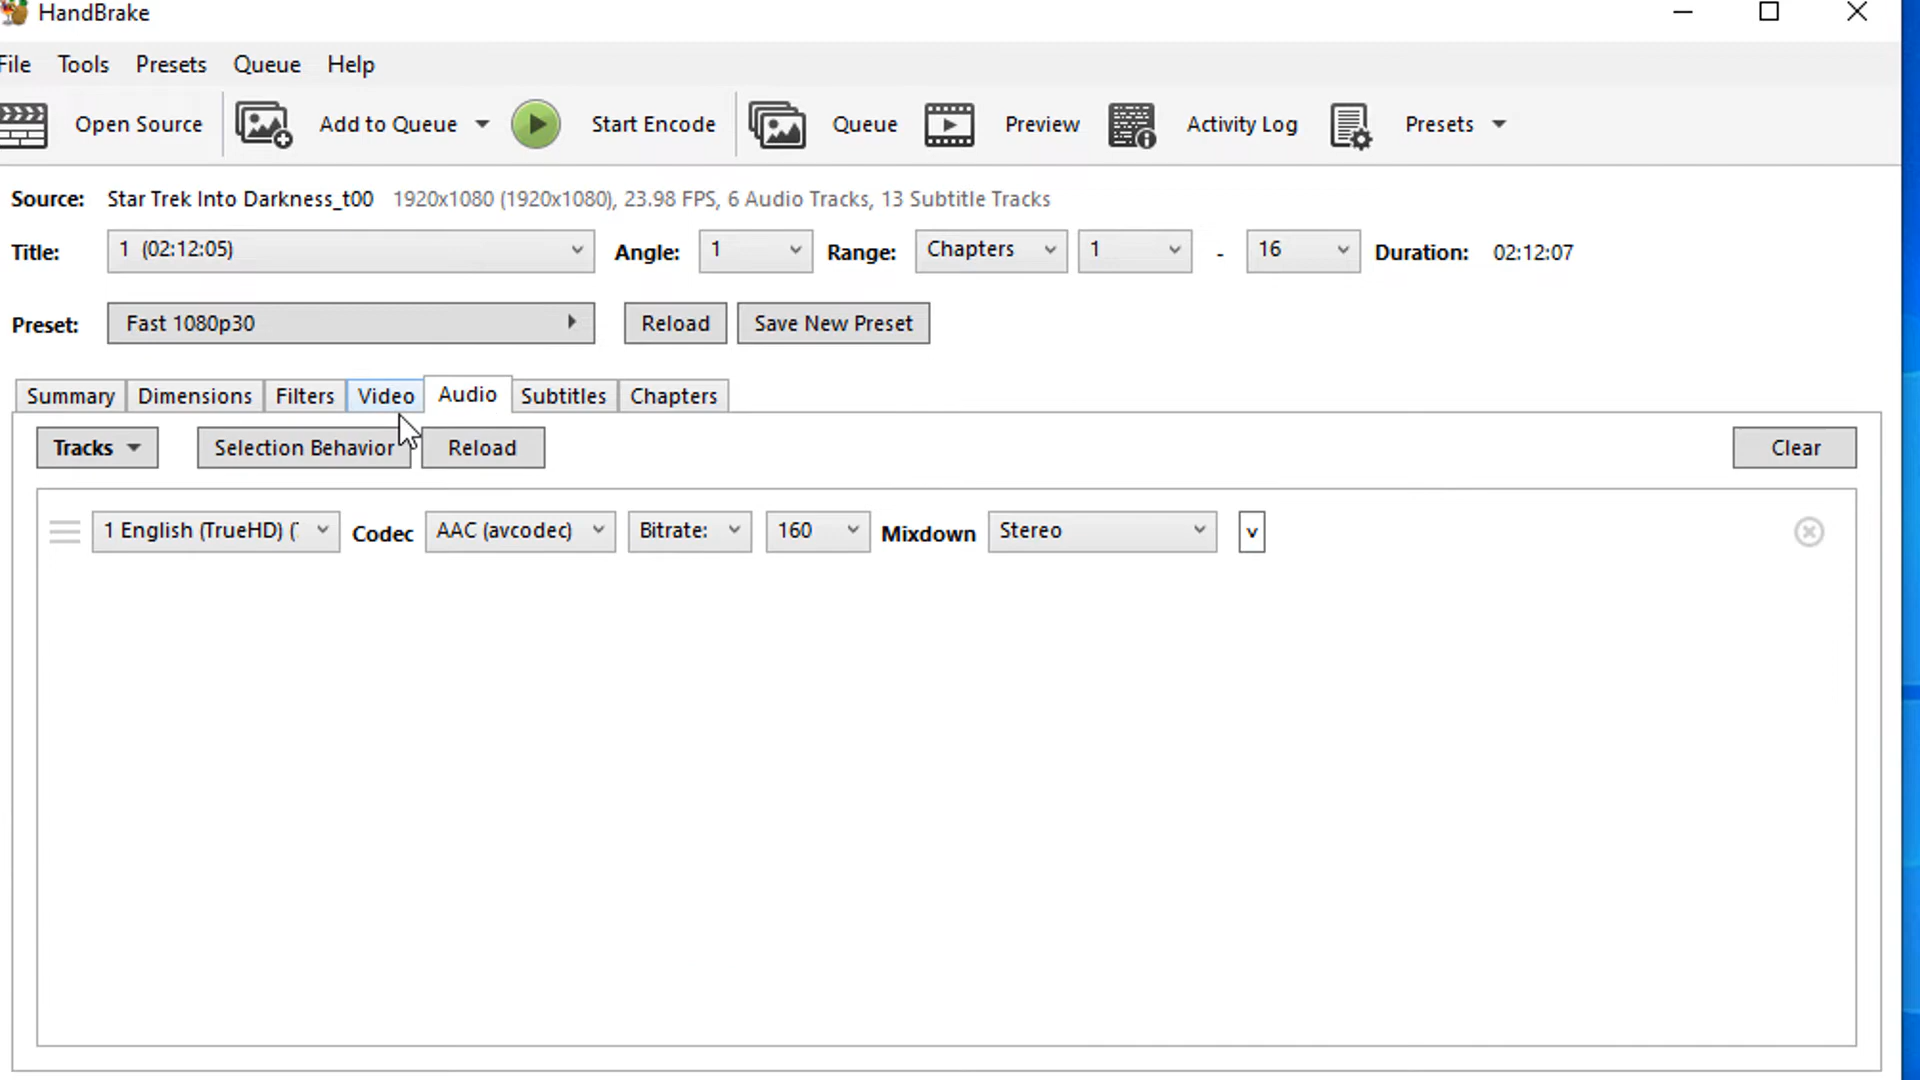 HandBrake
File Tools Presets Queue Help
Open Source Add to Queue Start Encode Queue Preview Activity Log Presets
Source: Star Trek Into Darkness_t00 1920x1080 (1920x1080), 23.98 FPS, 6 Audio Tracks, 13 Subtitle Tracks
Title: 1 (02:12:05) Angle: 1 Range: Chapters 1 - 16 Duration: 02:12:07
Preset: Fast 1080p30 Reload Save New Preset
Summary Dimensions Filters Video Audio Subtitles Chapters
Tracks Selection Behavior Reload Clear
1 English (TrueHD) ( Codec AAC (avcodec) Bitrate: 160 Mixdown Stereo v